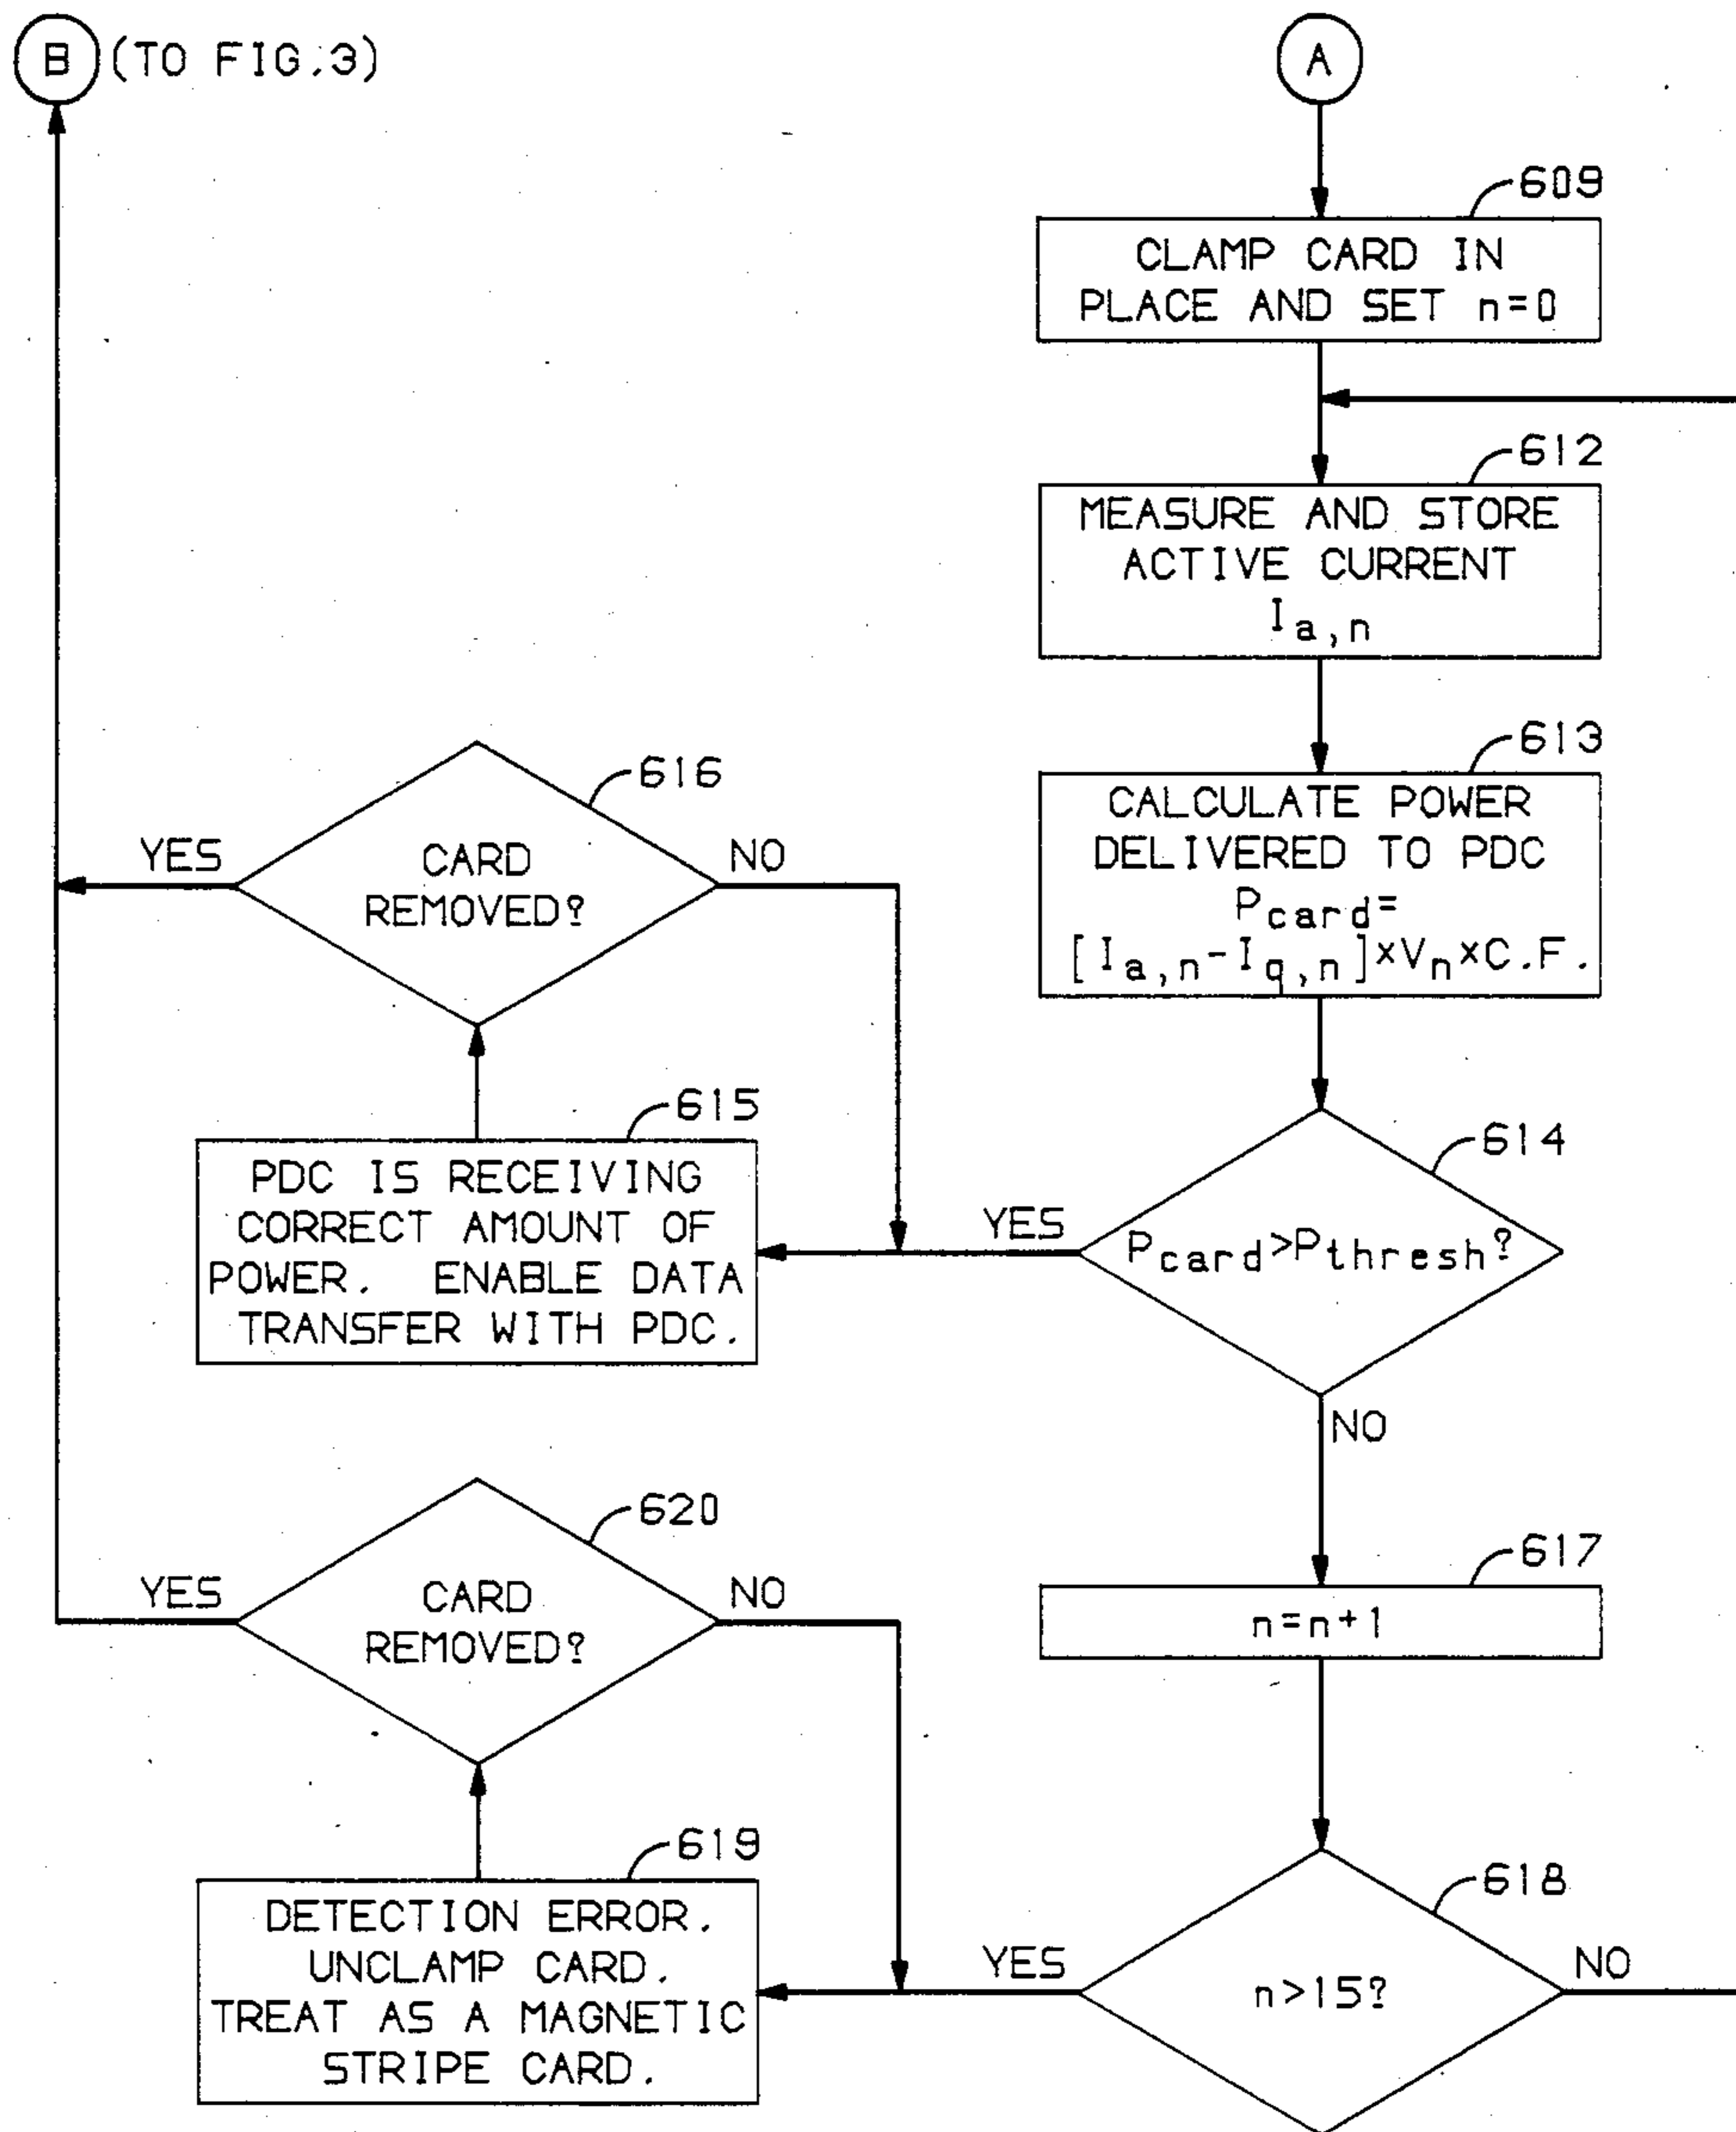 B (TO FIG.3)
A
609
CLAMP CARD IN
PLACE AND SET n=0
612
MEASURE AND STORE
ACTIVE CURRENT
Ia,n
613
CALCULATE POWER
DELIVERED TO PDC
Pcard=
[Ia,n-Iq,n]×Vn×C.F.
616
YES
CARD
REMOVED?
NO
615
PDC IS RECEIVING
CORRECT AMOUNT OF
POWER. ENABLE DATA
TRANSFER WITH PDC.
614
YES
Pcard>Pthresh?
NO
620
YES
CARD
REMOVED?
NO
617
n=n+1
619
DETECTION ERROR.
UNCLAMP CARD.
TREAT AS A MAGNETIC
STRIPE CARD.
618
YES
n>15?
NO